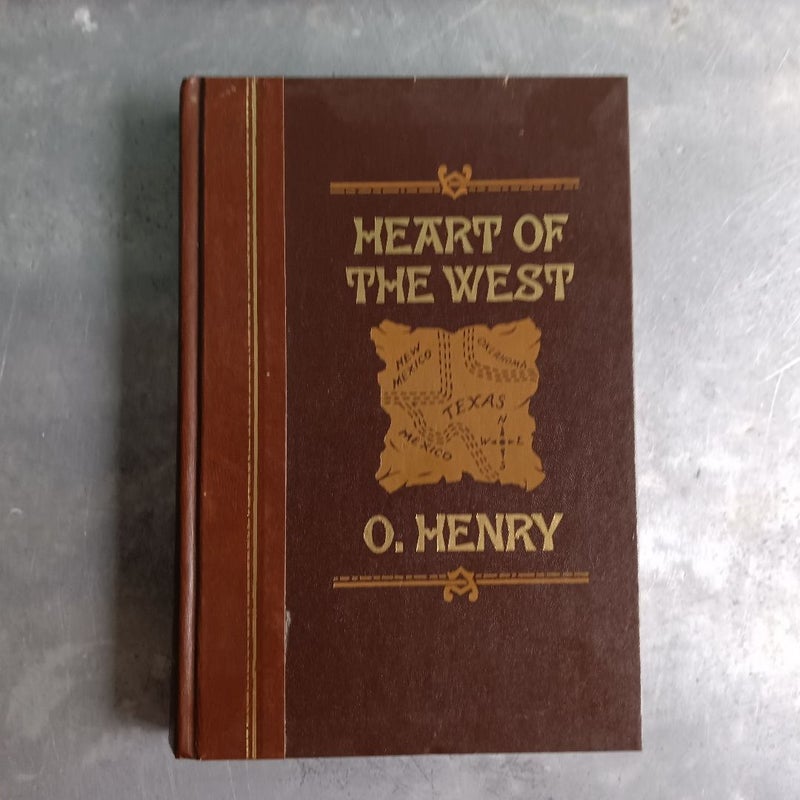 HEART OF
THE WEST
NEW
MEXICO
OKLAHOMA
TEXAS
MEXICO
N
W E
S
O. HENRY